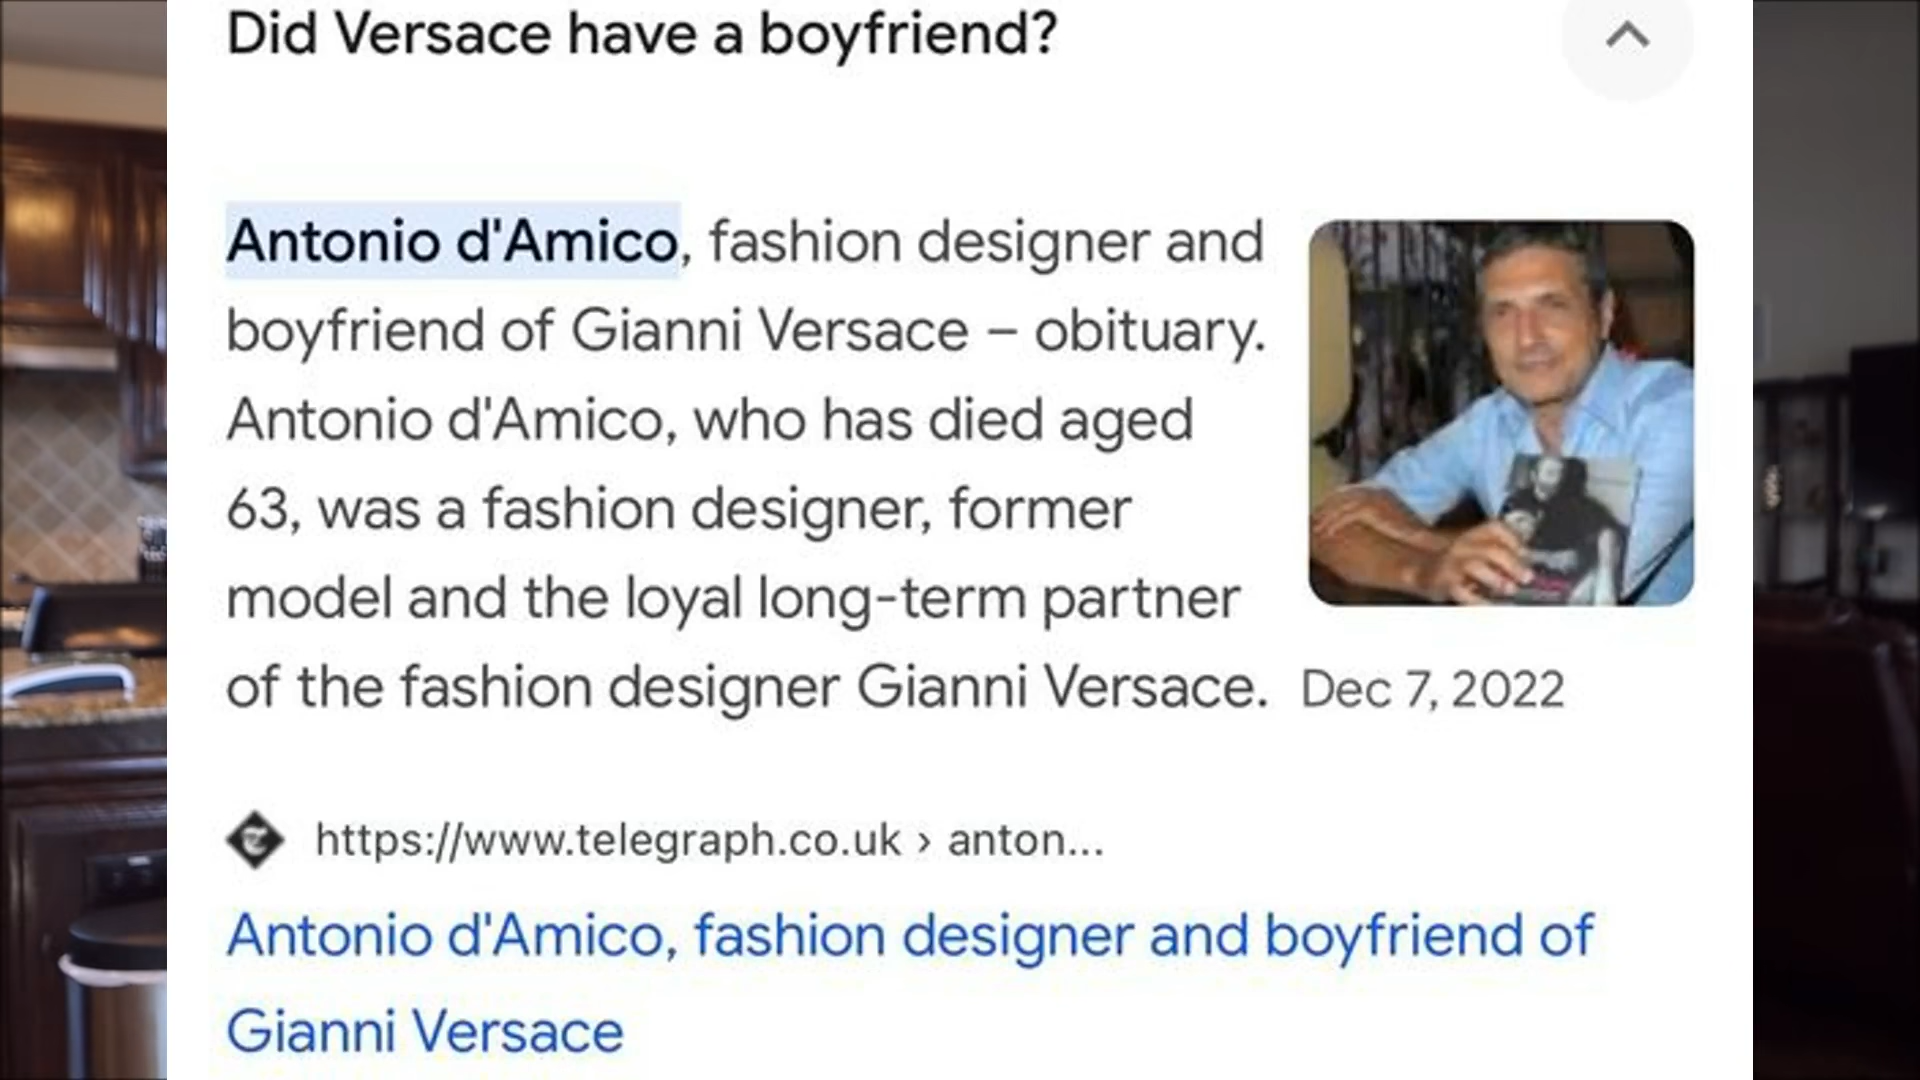 Did Versace have a boyfriend?
Antonio d'Amico, fashion designer and
boyfriend of Gianni Versace – obituary.
Antonio d'Amico, who has died aged
63, was a fashion designer, former
model and the loyal long-term partner
of the fashion designer Gianni Versace. Dec 7, 2022
https://www.telegraph.co.uk › anton...
Antonio d'Amico, fashion designer and boyfriend of
Gianni Versace